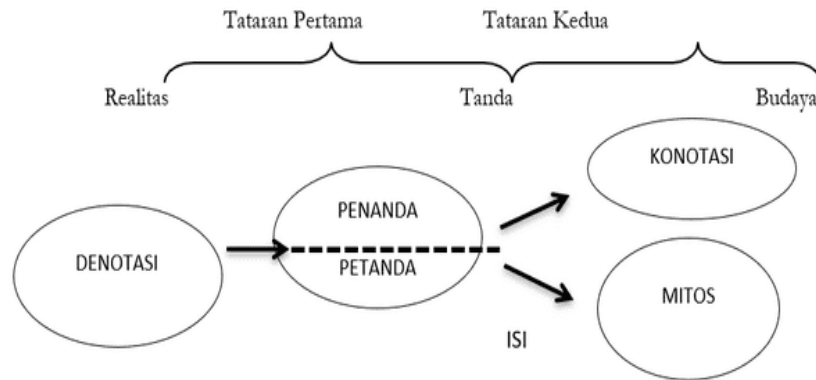 Tataran Pertama Tataran Kedua
Realitas Tanda Budaya
KONOTASI
PENANDA
DENOTASI PETANDA
MITOS
ISI